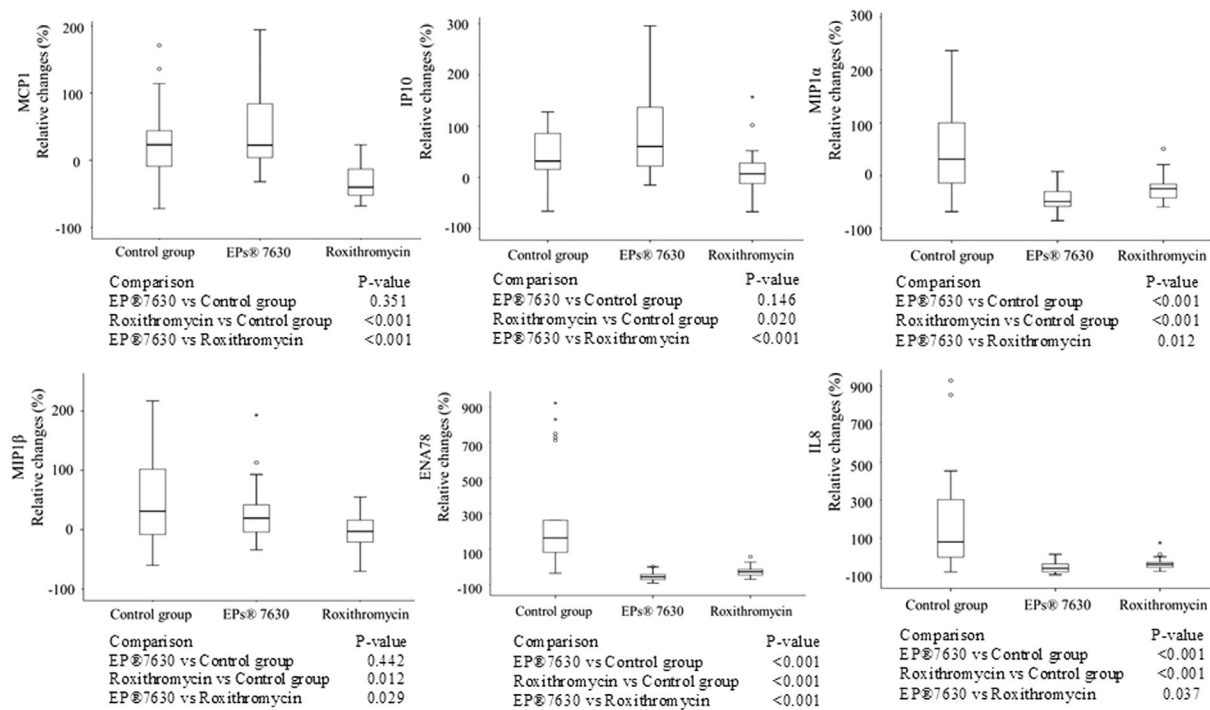 MCP1
Relative changes (%)
200
100
0
-100
Control group EPs® 7630 Roxithromycin
Comparison P-value
EP®7630 vs Control group 0.351
Roxithromycin vs Control group <0.001
EP®7630 vs Roxithromycin <0.001
IP10
Relative changes (%)
300
200
100
0
-100
Control group EPs® 7630 Roxithromycin
Comparison P-value
EP®7630 vs Control group 0.146
Roxithromycin vs Control group 0.020
EP®7630 vs Roxithromycin <0.001
MIP1α
Relative changes (%)
300
200
100
0
-100
Control group EPs® 7630 Roxithromycin
Comparison P-value
EP®7630 vs Control group <0.001
Roxithromycin vs Control group <0.001
EP®7630 vs Roxithromycin 0.012
MIP1β
Relative changes (%)
200
100
0
-100
Control group EPs® 7630 Roxithromycin
Comparison P-value
EP®7630 vs Control group 0.442
Roxithromycin vs Control group 0.012
EP®7630 vs Roxithromycin 0.029
ENA78
Relative changes (%)
900
700
500
300
100
-100
Control group EPs® 7630 Roxithromycin
Comparison P-value
EP®7630 vs Control group <0.001
Roxithromycin vs Control group <0.001
EP®7630 vs Roxithromycin <0.001
IL8
Relative changes (%)
900
700
500
300
100
-100
Control group EPs® 7630 Roxithromycin
Comparison P-value
EP®7630 vs Control group <0.001
Roxithromycin vs Control group <0.001
EP®7630 vs Roxithromycin 0.037